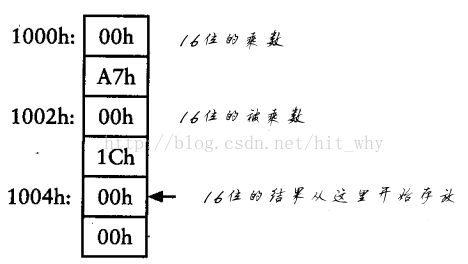 1000h: 00h 16位的乘数
A7h
1002h: 00h 16位的被乘数
http://blog.csdn.net/hit_why
1Ch
1004h: 00h 16位的结果从这里开始存放
00h